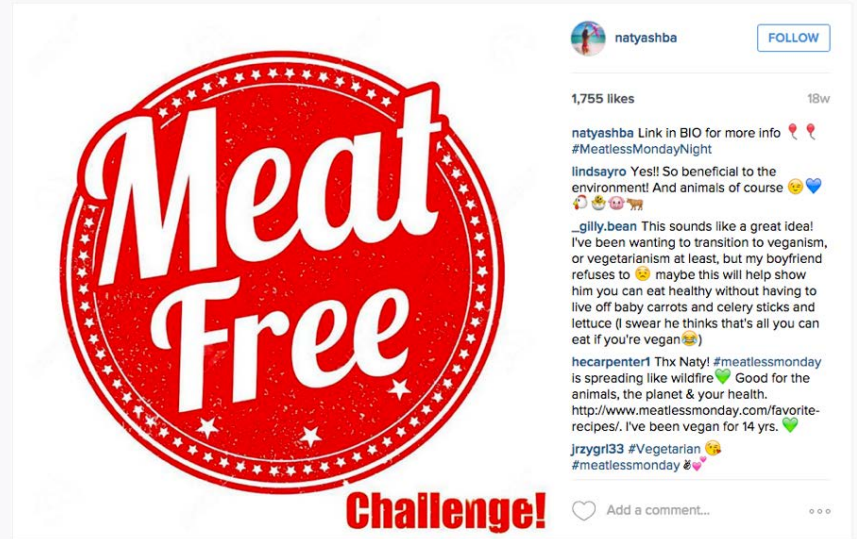 Meat
Free
Challenge!
natyashba
FOLLOW
1,755 likes
18w
natyashba Link in BIO for more info
#MeatlessMondayNight
lindsayro Yes!! So beneficial to the
environment! And animals of course 😉💙
🐔🐣🐷🐄
_gilly.bean This sounds like a great idea!
I've been wanting to transition to veganism,
or vegetarianism at least, but my boyfriend
refuses to 😟 maybe this will help show
him you can eat healthy without having to
live off baby carrots and celery sticks and
lettuce (I swear he thinks that's all you can
eat if you're vegan😂)
hecarpenter1 Thx Naty! #meatlessmonday
is spreading like wildfire💚 Good for the
animals, the planet & your health.
http://www.meatlessmonday.com/favorite-
recipes/. I've been vegan for 14 yrs. 💚
jrzygrl33 #Vegetarian 😘
#meatlessmonday ✌💕
Add a comment...